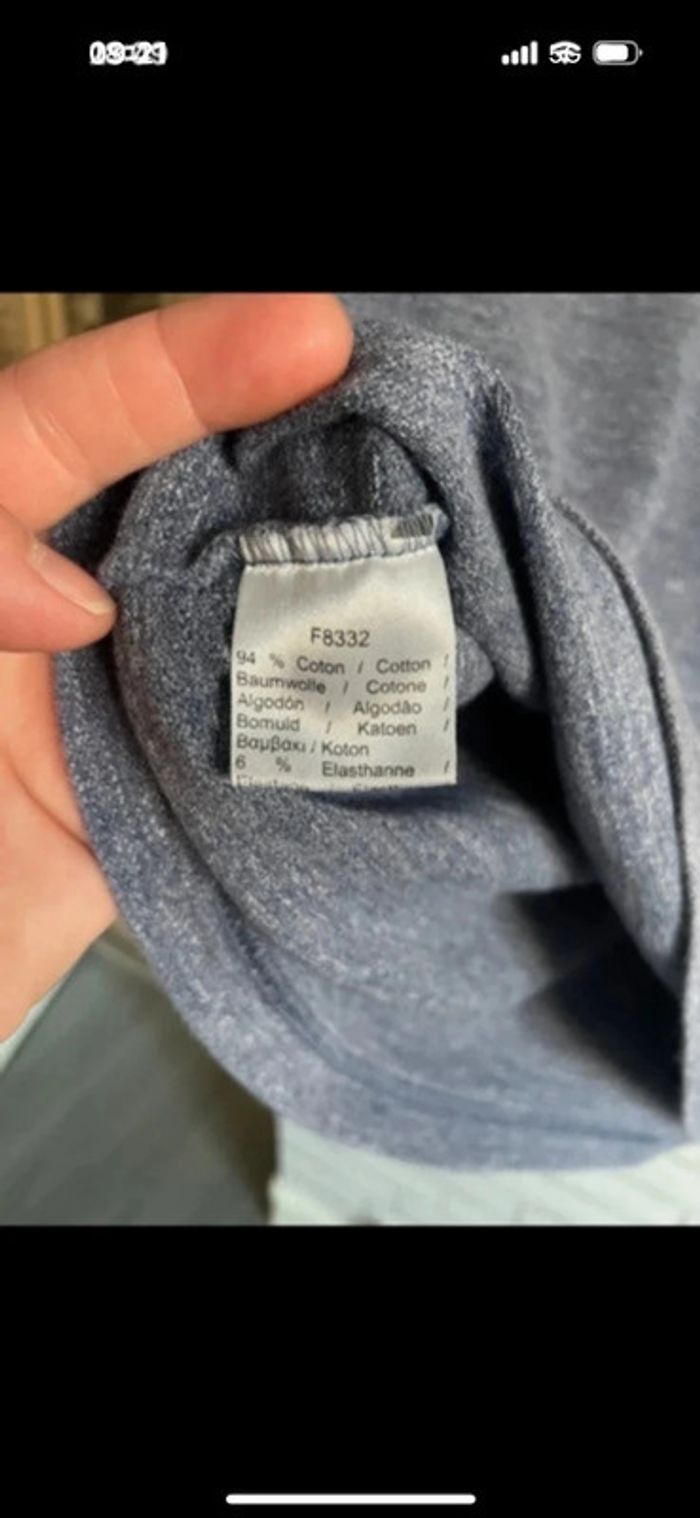 F8332
94 % Coton / Cotton /
Baumwolle / Cotone /
Algodón / Algodão /
Bomuld / Katoen /
Βαμβακι / Koton
6 % Elasthanne /